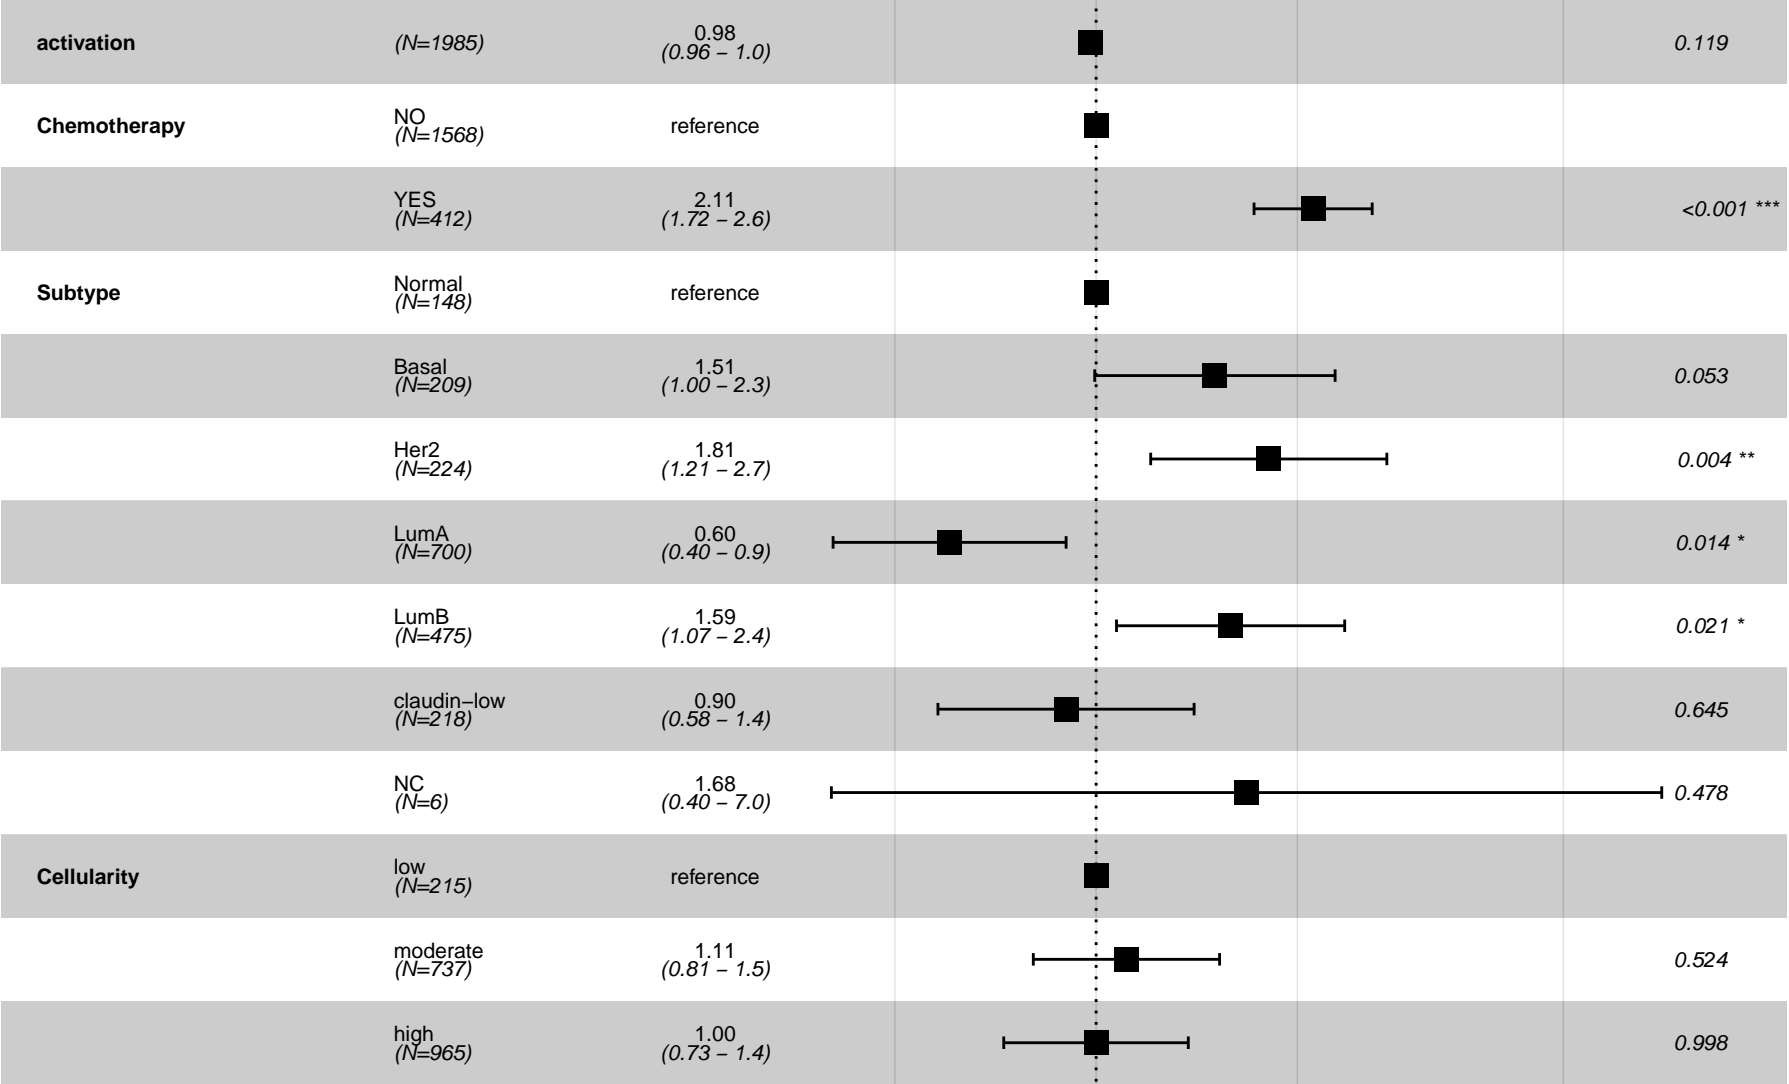 activation (N=1985) 0.98 0.119
(0.96 – 1.0)
Chemotherapy NO reference
(N=1568)
YES 2.11 <0.001 ***
(N=412) (1.72 – 2.6)
Subtype Normal reference
(N=148)
Basal 1.51 0.053
(N=209) (1.00 – 2.3)
Her2 1.81 0.004 **
(N=224) (1.21 – 2.7)
LumA 0.60 0.014 *
(N=700) (0.40 – 0.9)
LumB 1.59 0.021 *
(N=475) (1.07 – 2.4)
claudin−low 0.90 0.645
(N=218) (0.58 – 1.4)
NC 1.68 0.478
(N=6) (0.40 – 7.0)
Cellularity low reference
(N=215)
moderate 1.11 0.524
(N=737) (0.81 – 1.5)
high 1.00 0.998
(N=965) (0.73 – 1.4)